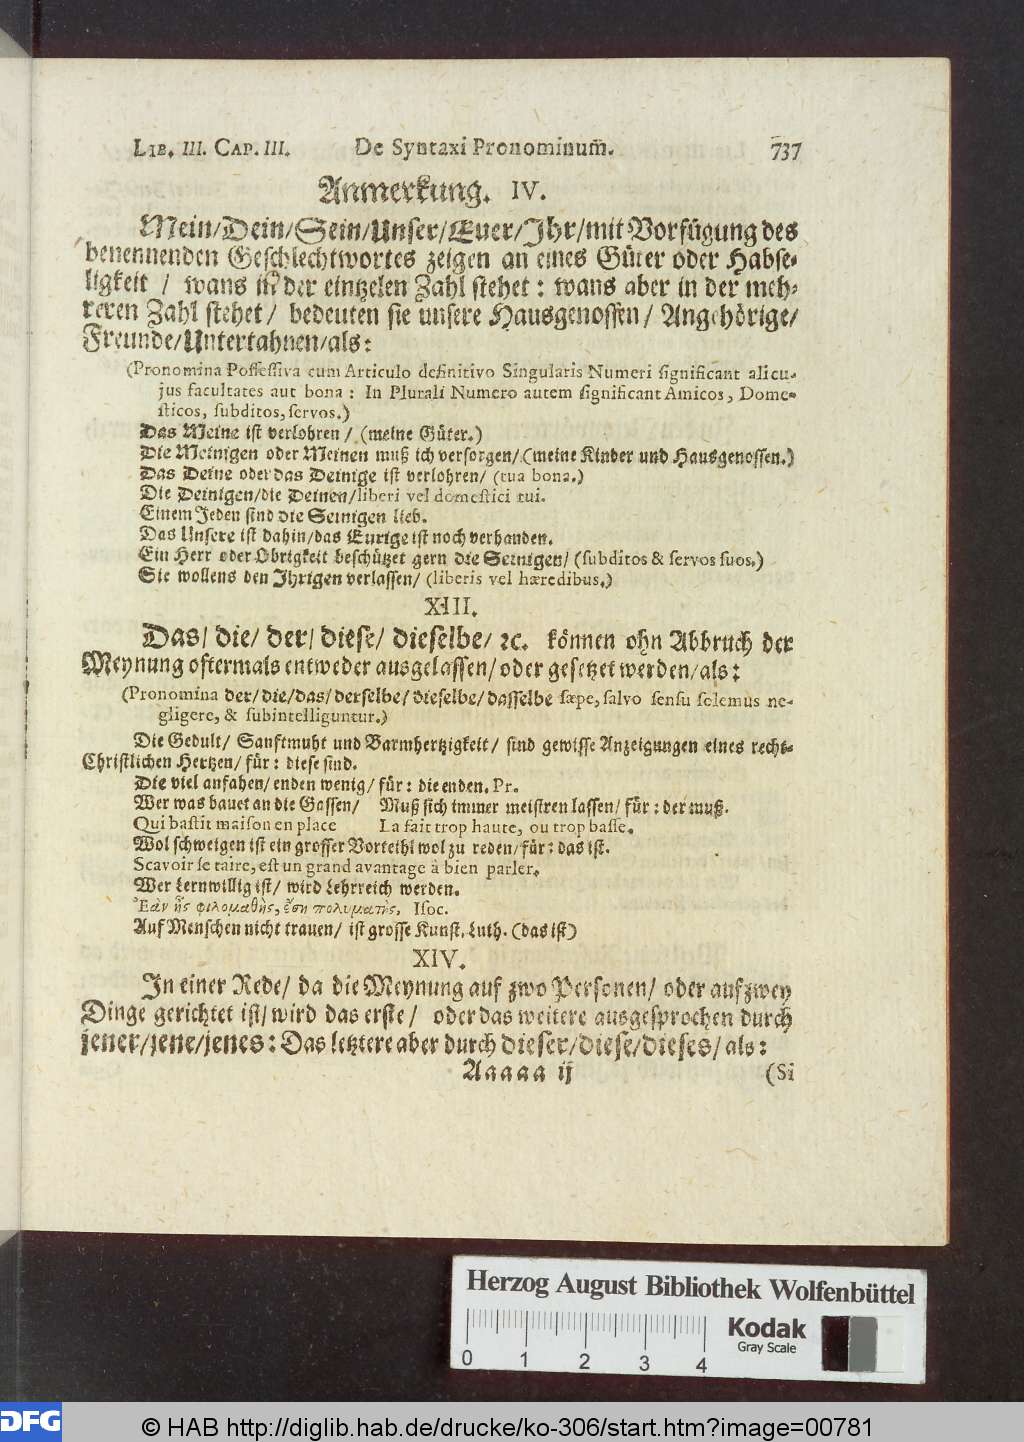 LIB. III. CAP. III. De Syntaxi Pronominum̃. 737
Anmerkung. IV.
Mein/Dein/Sein/Unser/Euer/Ihr/mit Vorfügung des
benennenden Geschlechtwortes zeigen an eines Güter oder Habse-
ligkeit / wans in der eintzelen Zahl stehet: wans aber in der meh-
reren Zahl stehet/ bedeuten sie unsere Hausgenossen/ Angehörige/
Freunde/Untertahnen/als:
(Pronomina Possessiva cum Articulo definitivo Singularis Numeri significant alicu-
jus facultates aut bona: In Plurali Numero autem significant Amicos, Dome-
sticos, subditos, servos.)
Das Meine ist verlohren/ (meine Güter.)
Die Meinigen oder Meinen muß ich versorgen/ (meine Kinder und Hausgenossen.)
Das Deine oder das Deinige ist verlohren/ (tua bona.)
Die Deinigen/die Deinen/liberi vel domestici tui.
Einem Jeden sind die Seinigen lieb.
Das Unsere ist dahin/das Eurige ist noch verhanden.
Ein Herr oder Obrigkeit beschützet gern die Seinigen/ (subditos & servos suos.)
Sie wollens den Ihrigen verlassen/ (liberis vel hæredibus.)
XIII.
Das/ die/ der/ diese/ dieselbe/ ꝛc. können ohn Abbruch der
Meynung oftermals entweder ausgelassen/ oder gesetzet werden/als:
(Pronomina der/die/das/derselbe/dieselbe/dasselbe sæpe, salvo sensu solemus ne-
gligere, & subintelliguntur.)
Die Gedult/ Sanftmuht und Barmhertzigkeit/ sind gewisse Anzeigungen eines recht-
Christlichen Hertzen/ für: diese sind.
Die viel anfahen/ enden wenig/ für: die enden. Pr.
Wer was bauet an die Gassen/ Muß sich immer meistren lassen/ für: der muß.
Qui bastit maison en place La fait trop haute, ou trop basse.
Wol schweigen ist ein grosser Vorteihl wol zu reden/für: das ist.
Scavoir se taire, est un grand avantage à bien parler.
Wer Lernwillig ist/ wird Lehrreich werden.
Ἐὰν ᾖς φιλομαθὴς, ἔσῃ πολυμαθὴς. Isoc.
Auf Menschen nicht trauen/ ist grosse Kunst. Luth. (das ist)
XIV.
In einer Rede/ da die Meynung auf zwo Personen/ oder auf zwey
Dinge gerichtet ist/ wird das erste/ oder das weitere ausgesprochen durch
jener/jene/jenes: Das letztere aber durch dieser/diese/dieses/ als:
Aaaaa ij (Si
Herzog August Bibliothek Wolfenbüttel
Kodak
Gray Scale
0 1 2 3 4
DFG © HAB http://diglib.hab.de/drucke/ko-306/start.htm?image=00781